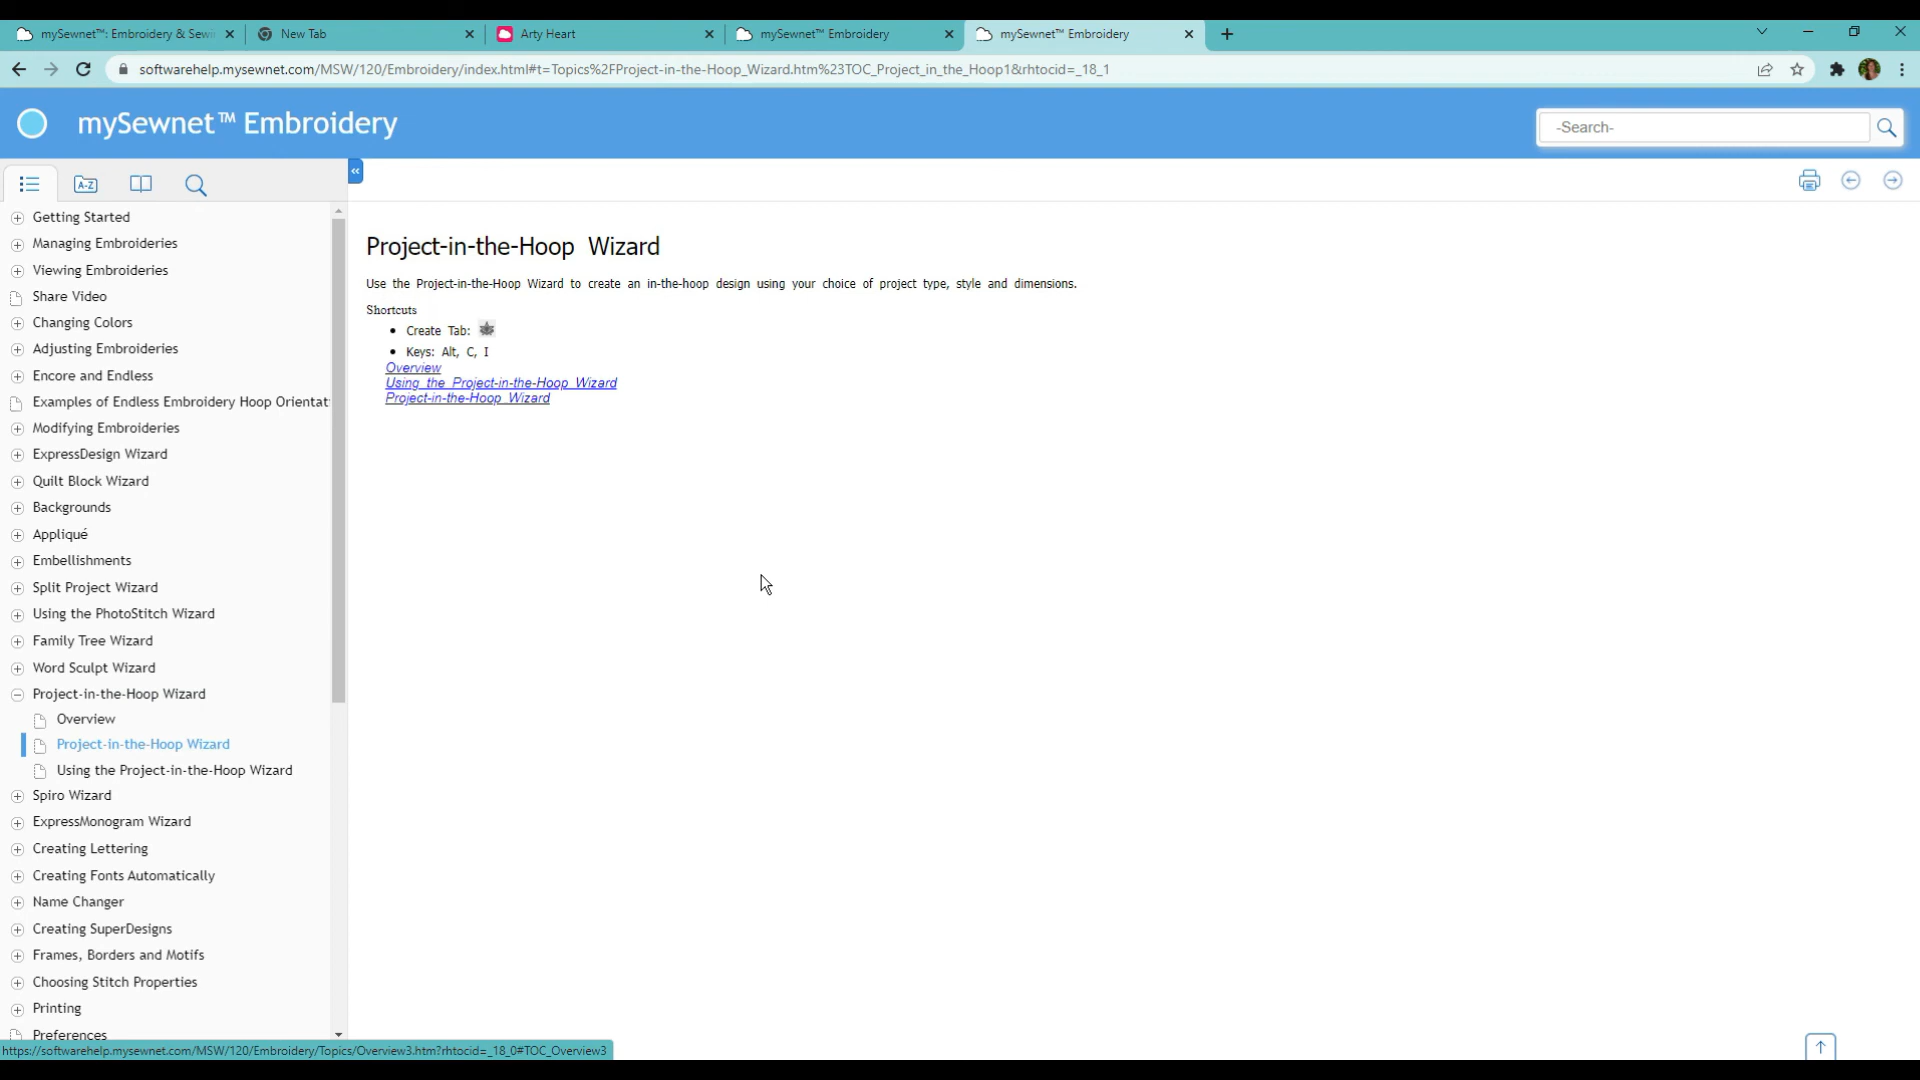 mySewnet™: Embroidery & Sewi
New Tab
Arty Heart
mySewnet™ Embroidery
mySewnet™ Embroidery
softwarehelp.mysewnet.com/MSW/120/Embroidery/index.html#t=Topics%2FProject-in-the-Hoop_Wizard.htm%23TOC_Project_in_the_Hoop1&rhtocid=_18_1
mySewnet™ Embroidery
-Search-
A-Z
Getting Started
Managing Embroideries
Viewing Embroideries
Share Video
Changing Colors
Adjusting Embroideries
Encore and Endless
Examples of Endless Embroidery Hoop Orientat
Modifying Embroideries
ExpressDesign Wizard
Quilt Block Wizard
Backgrounds
Appliqué
Embellishments
Split Project Wizard
Using the PhotoStitch Wizard
Family Tree Wizard
Word Sculpt Wizard
Project-in-the-Hoop Wizard
Overview
Project-in-the-Hoop Wizard
Using the Project-in-the-Hoop Wizard
Spiro Wizard
ExpressMonogram Wizard
Creating Lettering
Creating Fonts Automatically
Name Changer
Creating SuperDesigns
Frames, Borders and Motifs
Choosing Stitch Properties
Printing
Preferences
Project-in-the-Hoop Wizard
Use the Project-in-the-Hoop Wizard to create an in-the-hoop design using your choice of project type, style and dimensions.
Shortcuts
• Create Tab:
• Keys: Alt, C, I
Overview
Using the Project-in-the-Hoop Wizard
Project-in-the-Hoop Wizard
https://softwarehelp.mysewnet.com/MSW/120/Embroidery/Topics/Overview3.htm?rhtocid=_18_0#TOC_Overview3